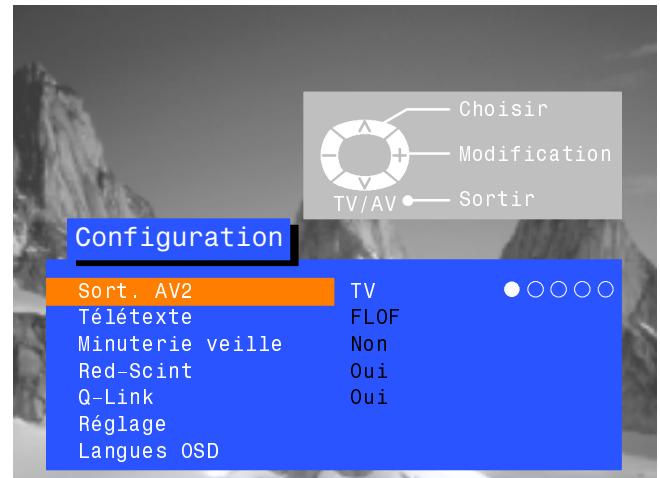 Choisir
Modification
TV/AV Sortir
Configuration
Sort. AV2 TV
Télétexte FLOF
Minuterie veille Non
Red-Scint Oui
Q-Link Oui
Réglage
Langues OSD